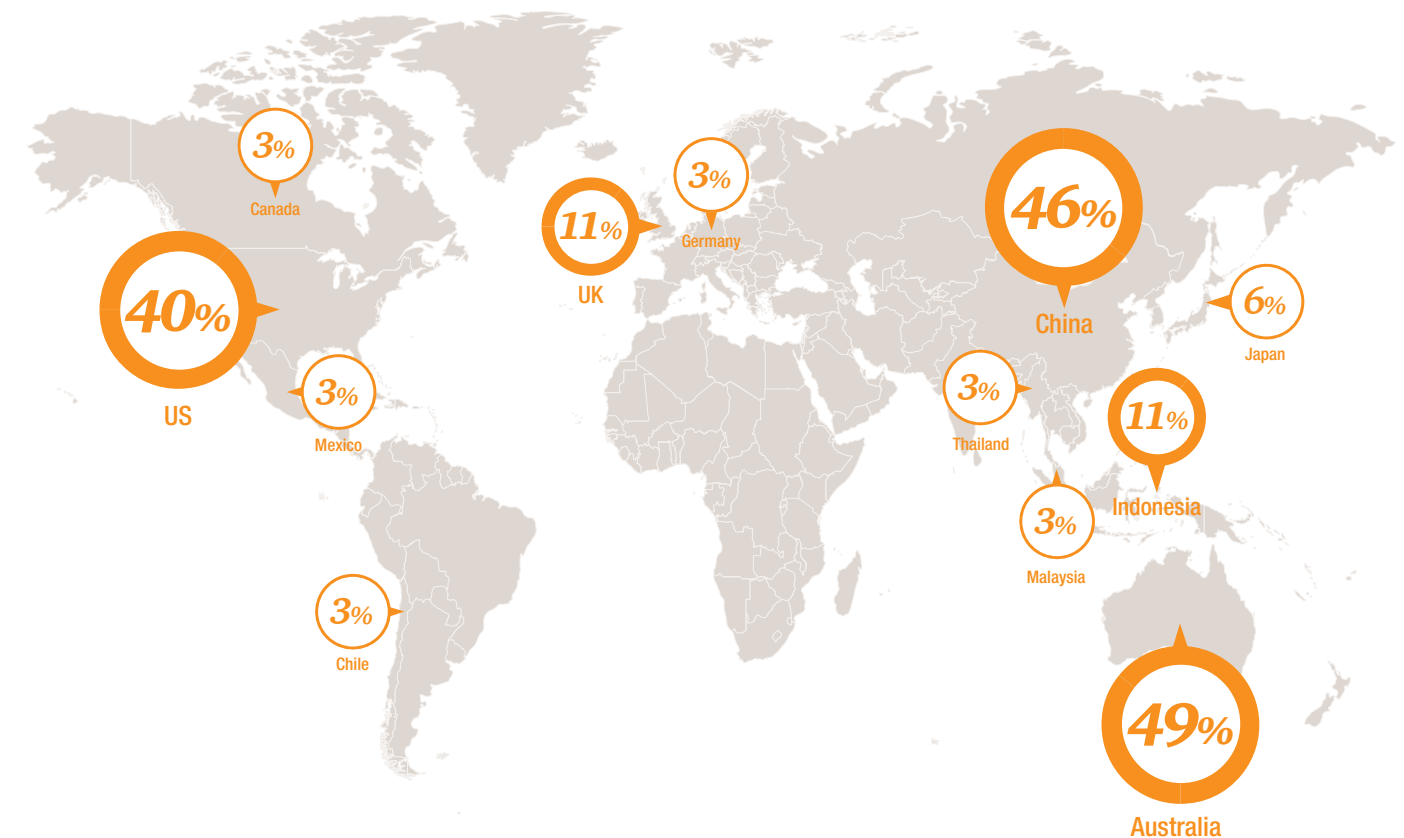 3%
Canada
40%
US
3%
Mexico
3%
Chile
11%
UK
3%
Germany
46%
China
6%
Japan
3%
Thailand
11%
Indonesia
3%
Malaysia
49%
Australia